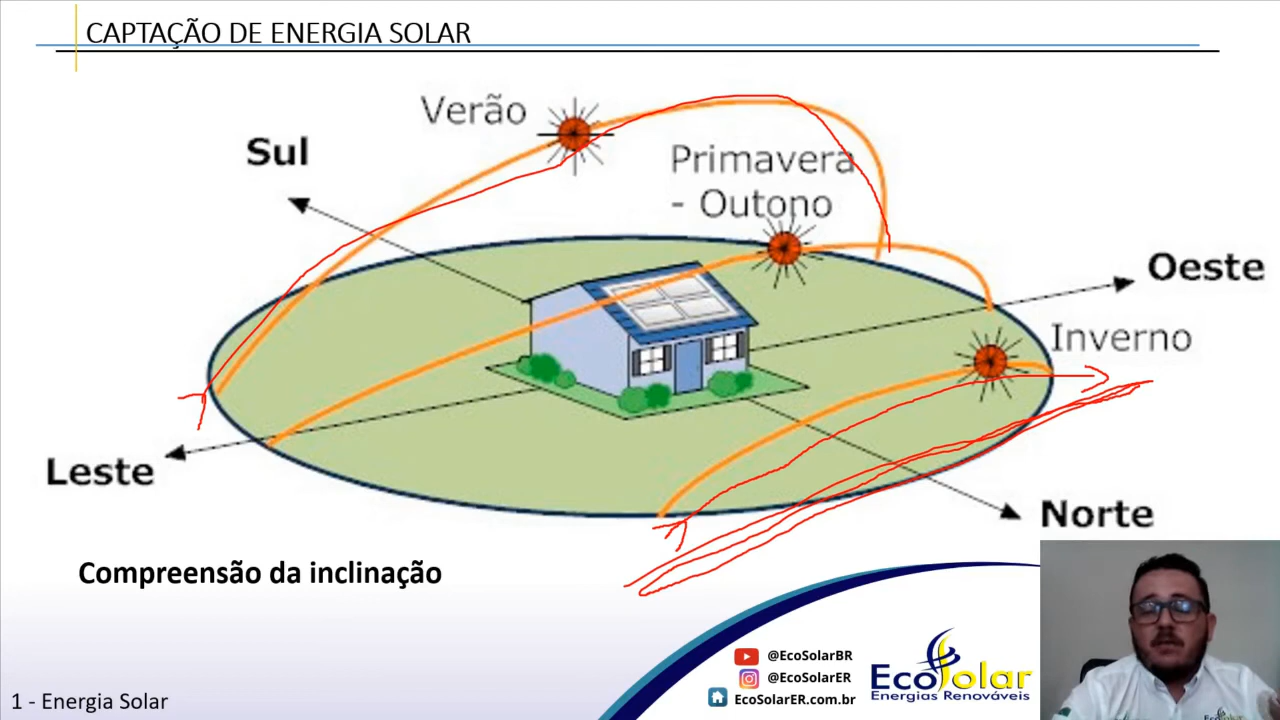 CAPTAÇÃO DE ENERGIA SOLAR
Verão
Sul
Primavera
- Outono
Oeste
Inverno
Leste
Norte
Compreensão da inclinação
@EcoSolarBR
@EcoSolarER
EcoSolarER.com.br
EcoSolar
Energias Renováveis
1 - Energia Solar